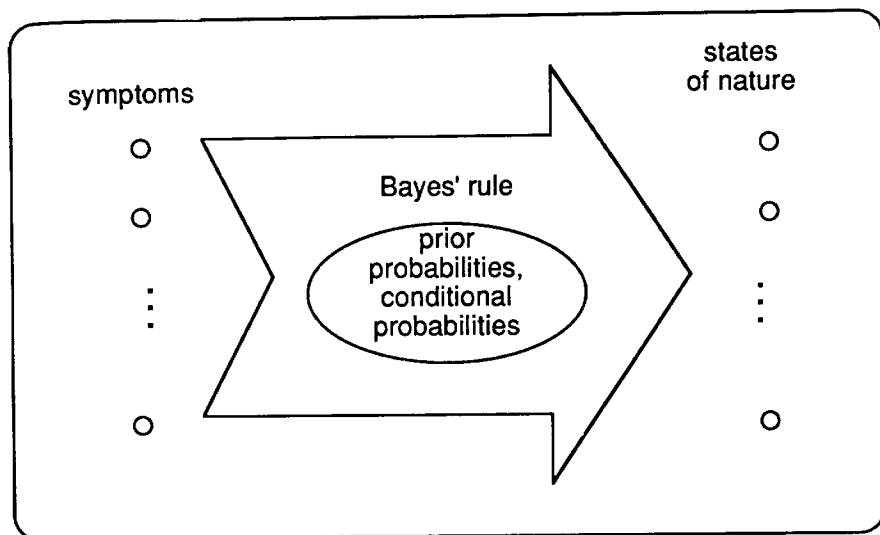 symptoms
states
of nature
Bayes' rule
prior
probabilities,
conditional
probabilities